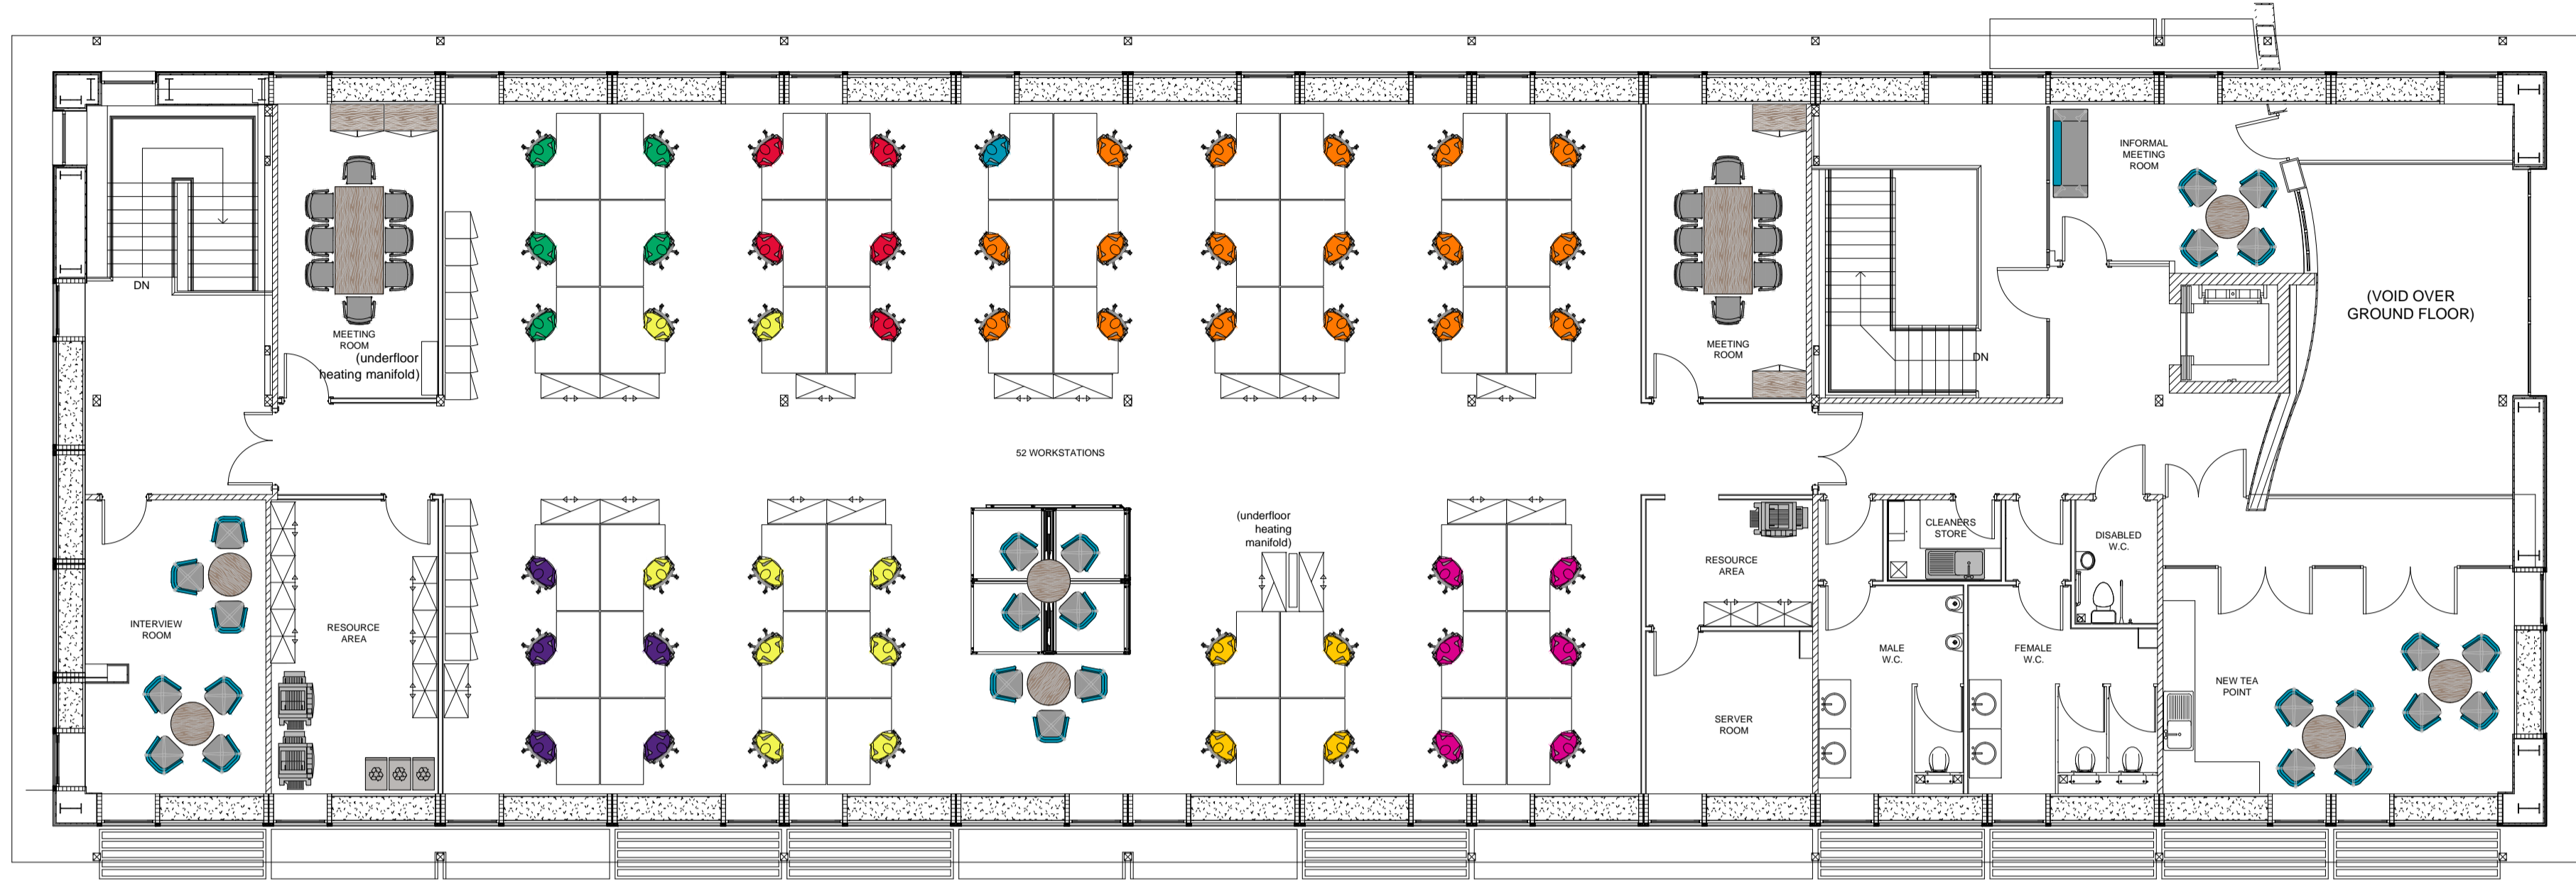 INFORMAL
MEETING
ROOM
DN
MEETING
ROOM
(underfloor
heating manifold)
MEETING
ROOM
DN
(VOID OVER
GROUND FLOOR)
52 WORKSTATIONS
(underfloor
heating
manifold)
CLEANERS
STORE
DISABLED
W.C.
RESOURCE
AREA
INTERVIEW
ROOM
RESOURCE
AREA
MALE
W.C.
FEMALE
W.C.
NEW TEA
POINT
SERVER
ROOM